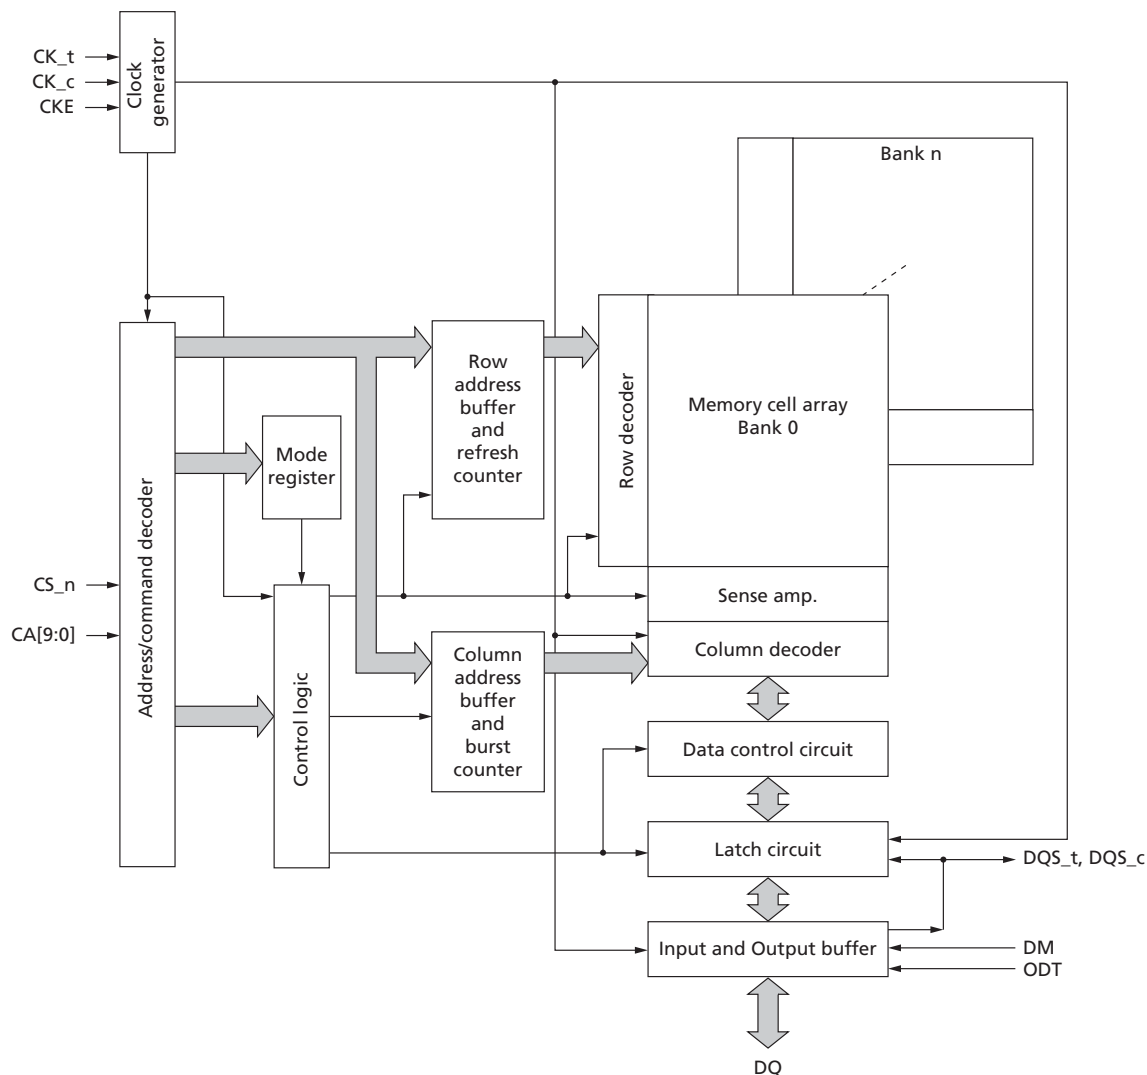 CK_t
CK_c
CKE
Clock
generator
Bank n
Address/command decoder
CS_n
CA[9:0]
Mode
register
Control logic
Row
address
buffer
and
refresh
counter
Column
address
buffer
and
burst
counter
Row decoder
Memory cell array
Bank 0
Sense amp.
Column decoder
Data control circuit
Latch circuit
DQS_t, DQS_c
Input and Output buffer
DM
ODT
DQ